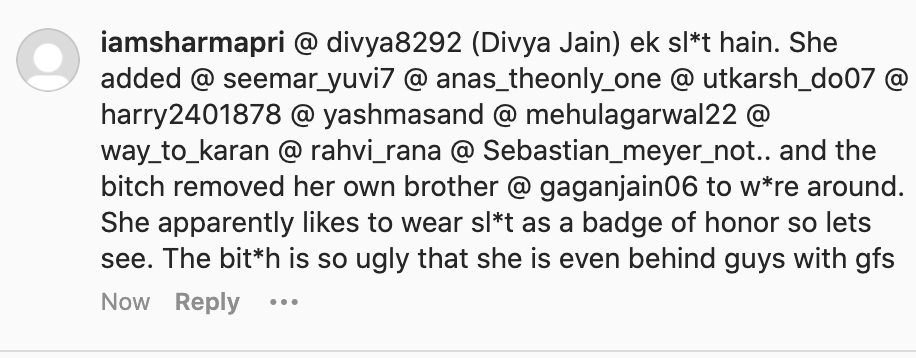 iamsharmapri @ divya8292 (Divya Jain) ek sl*t hain. She
added @ seemar_yuvi7 @ anas_theonly_one @ utkarsh_do07 @
harry2401878 @ yashmasand @ mehulagarwal22 @
way_to_karan @ rahvi_rana @ Sebastian_meyer_not.. and the
bitch removed her own brother @ gaganjain06 to w*re around.
She apparently likes to wear sl*t as a badge of honor so lets
see. The bit*h is so ugly that she is even behind guys with gfs
Now Reply •••